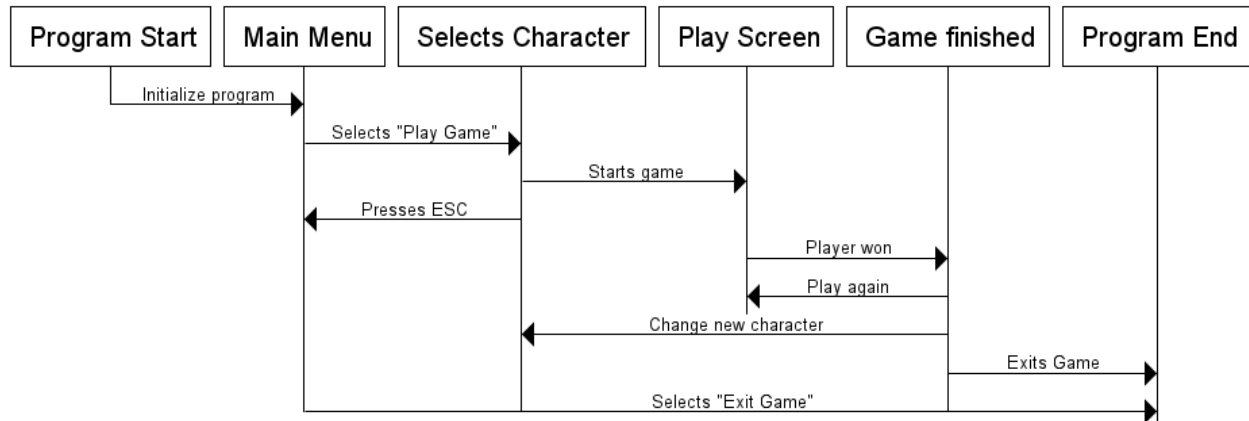 Program Start
Main Menu
Selects Character
Play Screen
Game finished
Program End
Initialize program
Selects "Play Game"
Starts game
Presses ESC
Player won
Play again
Change new character
Exits Game
Selects "Exit Game"